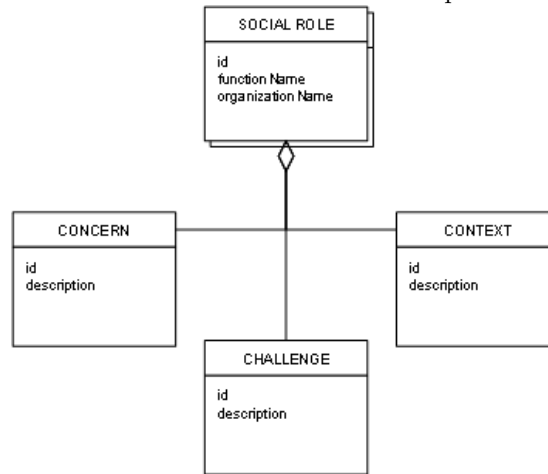 SOCIAL ROLE
id
function Name
organization Name
CONCERN
id
description
CONTEXT
id
description
CHALLENGE
id
description